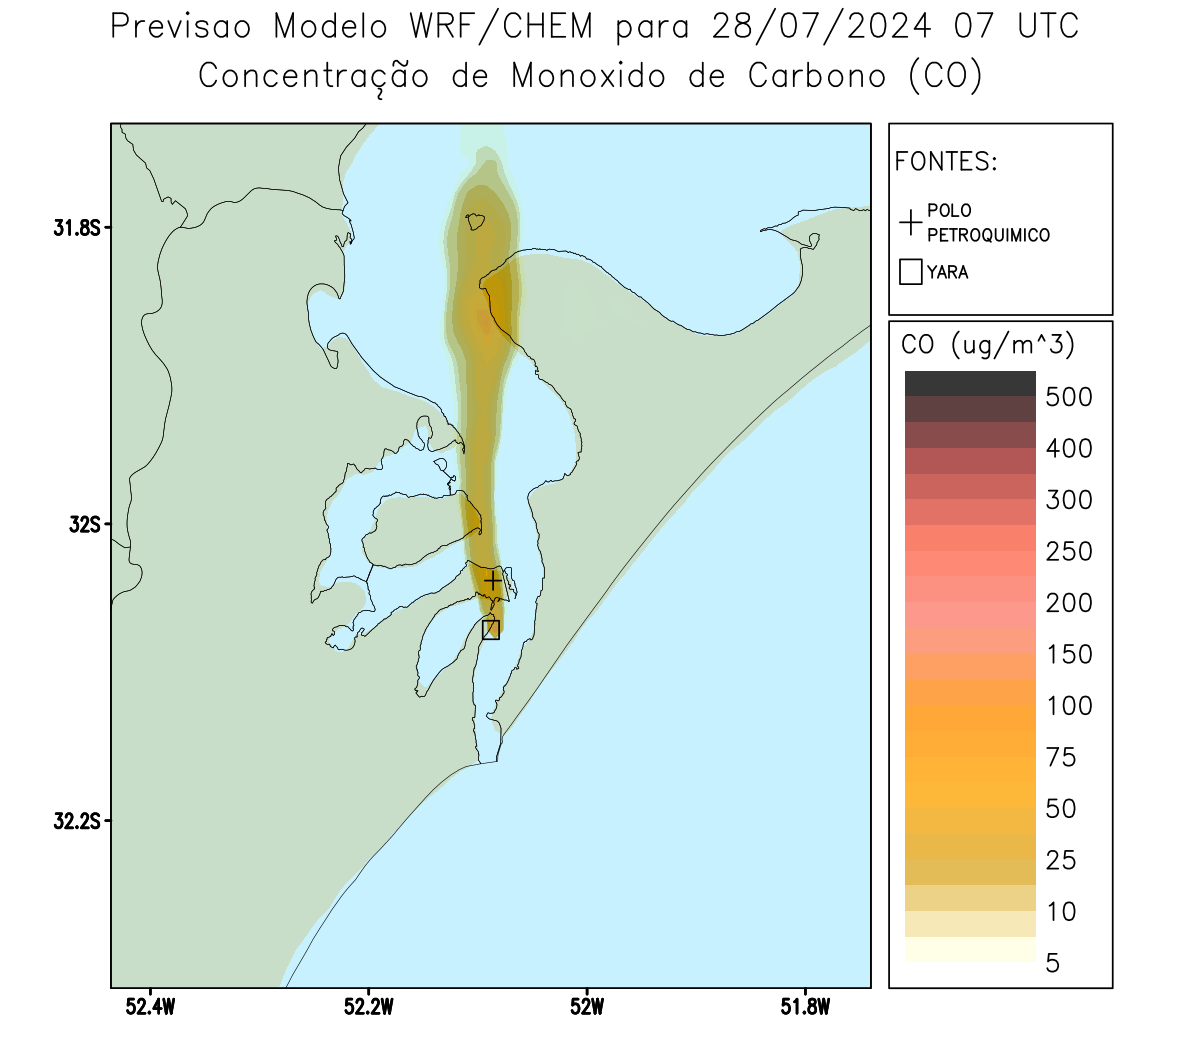 Previsao Modelo WRF/CHEM para 28/07/2024 07 UTC
Concentração de Monoxido de Carbono (CO)
FONTES:
POLO
PETROQUIMICO
YARA
CO (ug/m^3)
500
400
300
250
200
150
100
75
50
25
10
5
31.8S
32S
32.2S
52.4W
52.2W
52W
51.8W